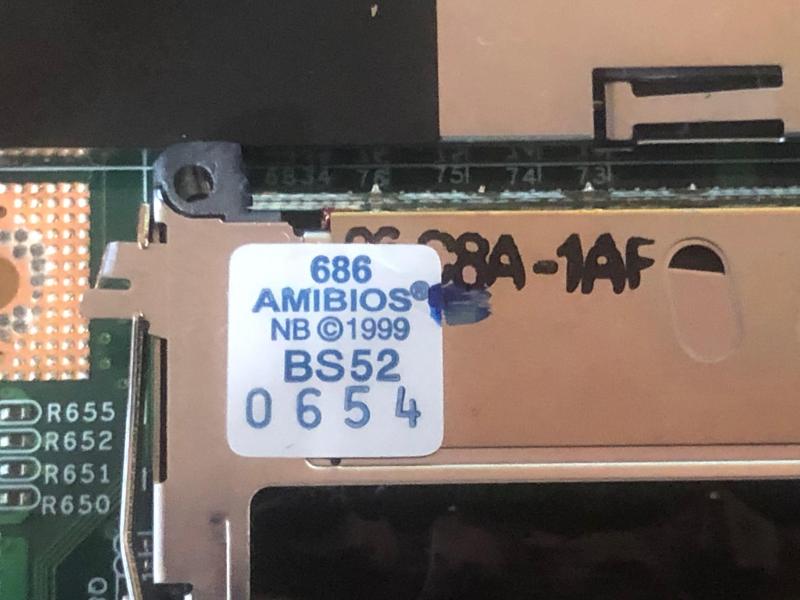 76 75 74 73
C8A-1AF
686
AMIBIOS®
NB ©1999
BS52
0654
R655
R652
R651
R650